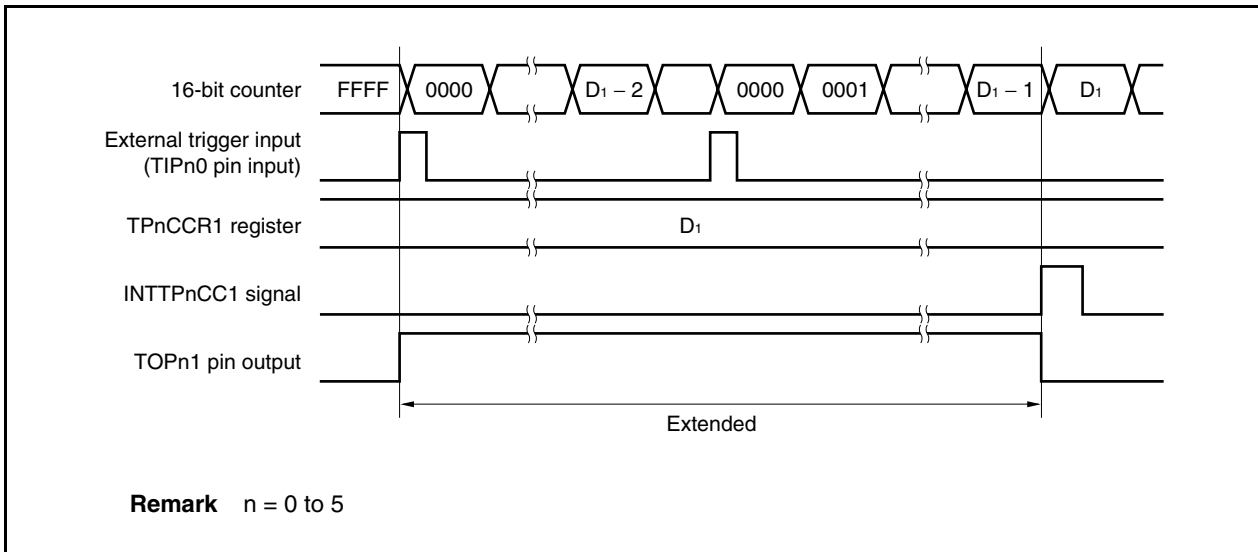 16-bit counter FFFF 0000 D1 − 2 0000 0001 D1 − 1 D1
External trigger input
(TIPn0 pin input)
TPnCCR1 register D1
INTTPnCC1 signal
TOPn1 pin output
Extended
Remark n = 0 to 5